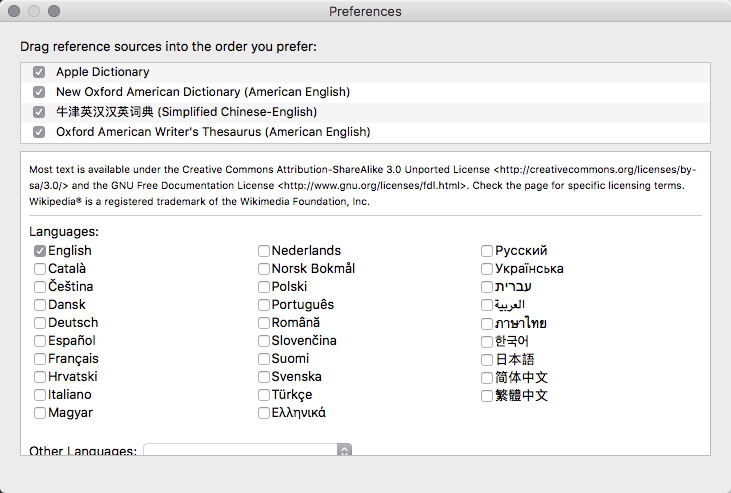 Preferences
Drag reference sources into the order you prefer:
Apple Dictionary
New Oxford American Dictionary (American English)
牛津英汉汉英词典 (Simplified Chinese-English)
Oxford American Writer's Thesaurus (American English)
Most text is available under the Creative Commons Attribution-ShareAlike 3.0 Unported License <http://creativecommons.org/licenses/by-
sa/3.0/> and the GNU Free Documentation License <http://www.gnu.org/licenses/fdl.html>. Check the page for specific licensing terms.
Wikipedia® is a registered trademark of the Wikimedia Foundation, Inc.
Languages:
English
Català
Čeština
Dansk
Deutsch
Español
Français
Hrvatski
Italiano
Magyar
Nederlands
Norsk Bokmål
Polski
Português
Română
Slovenčina
Suomi
Svenska
Türkçe
Ελληνικά
Русский
Українська
עברית
العربية
ภาษาไทย
한국어
日本語
简体中文
繁體中文
Other Languages: